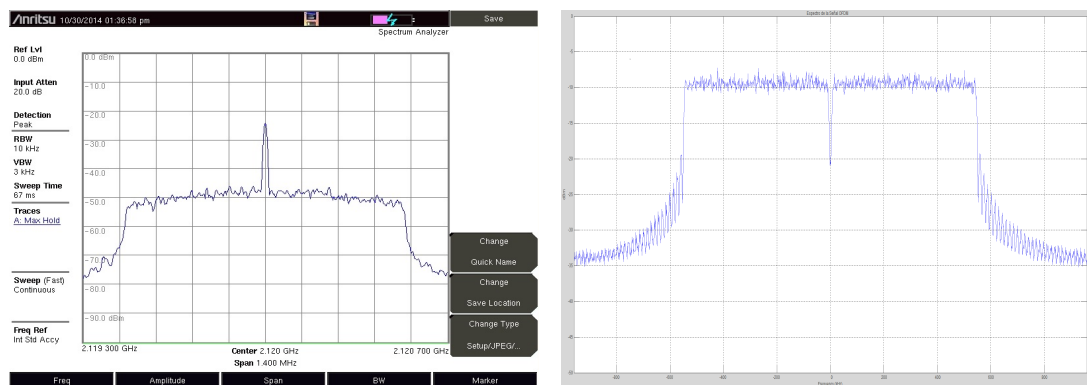 Anritsu 10/30/2014 01:36:58 pm
Save
Spectrum Analyzer
Ref Lvl
0.0 dBm
Input Atten
20.0 dB
Detection
Peak
RBW
10 kHz
VBW
3 kHz
Sweep Time
67 ms
Traces
A: Max Hold
Sweep (Fast)
Continuous
Freq Ref
Int Std Accy
0.0 dBm
-10.0
-20.0
-30.0
-40.0
-50.0
-60.0
-70.0
-80.0
-90.0 dBm
2.119 300 GHz
Center 2.120 GHz
2.120 700 GHz
Span 1.400 MHz
Change
Quick Name
Change
Save Location
Change Type
Setup/JPEG/...
Freq
Amplitude
Span
BW
Marker
Espectro de la Señal OFDM